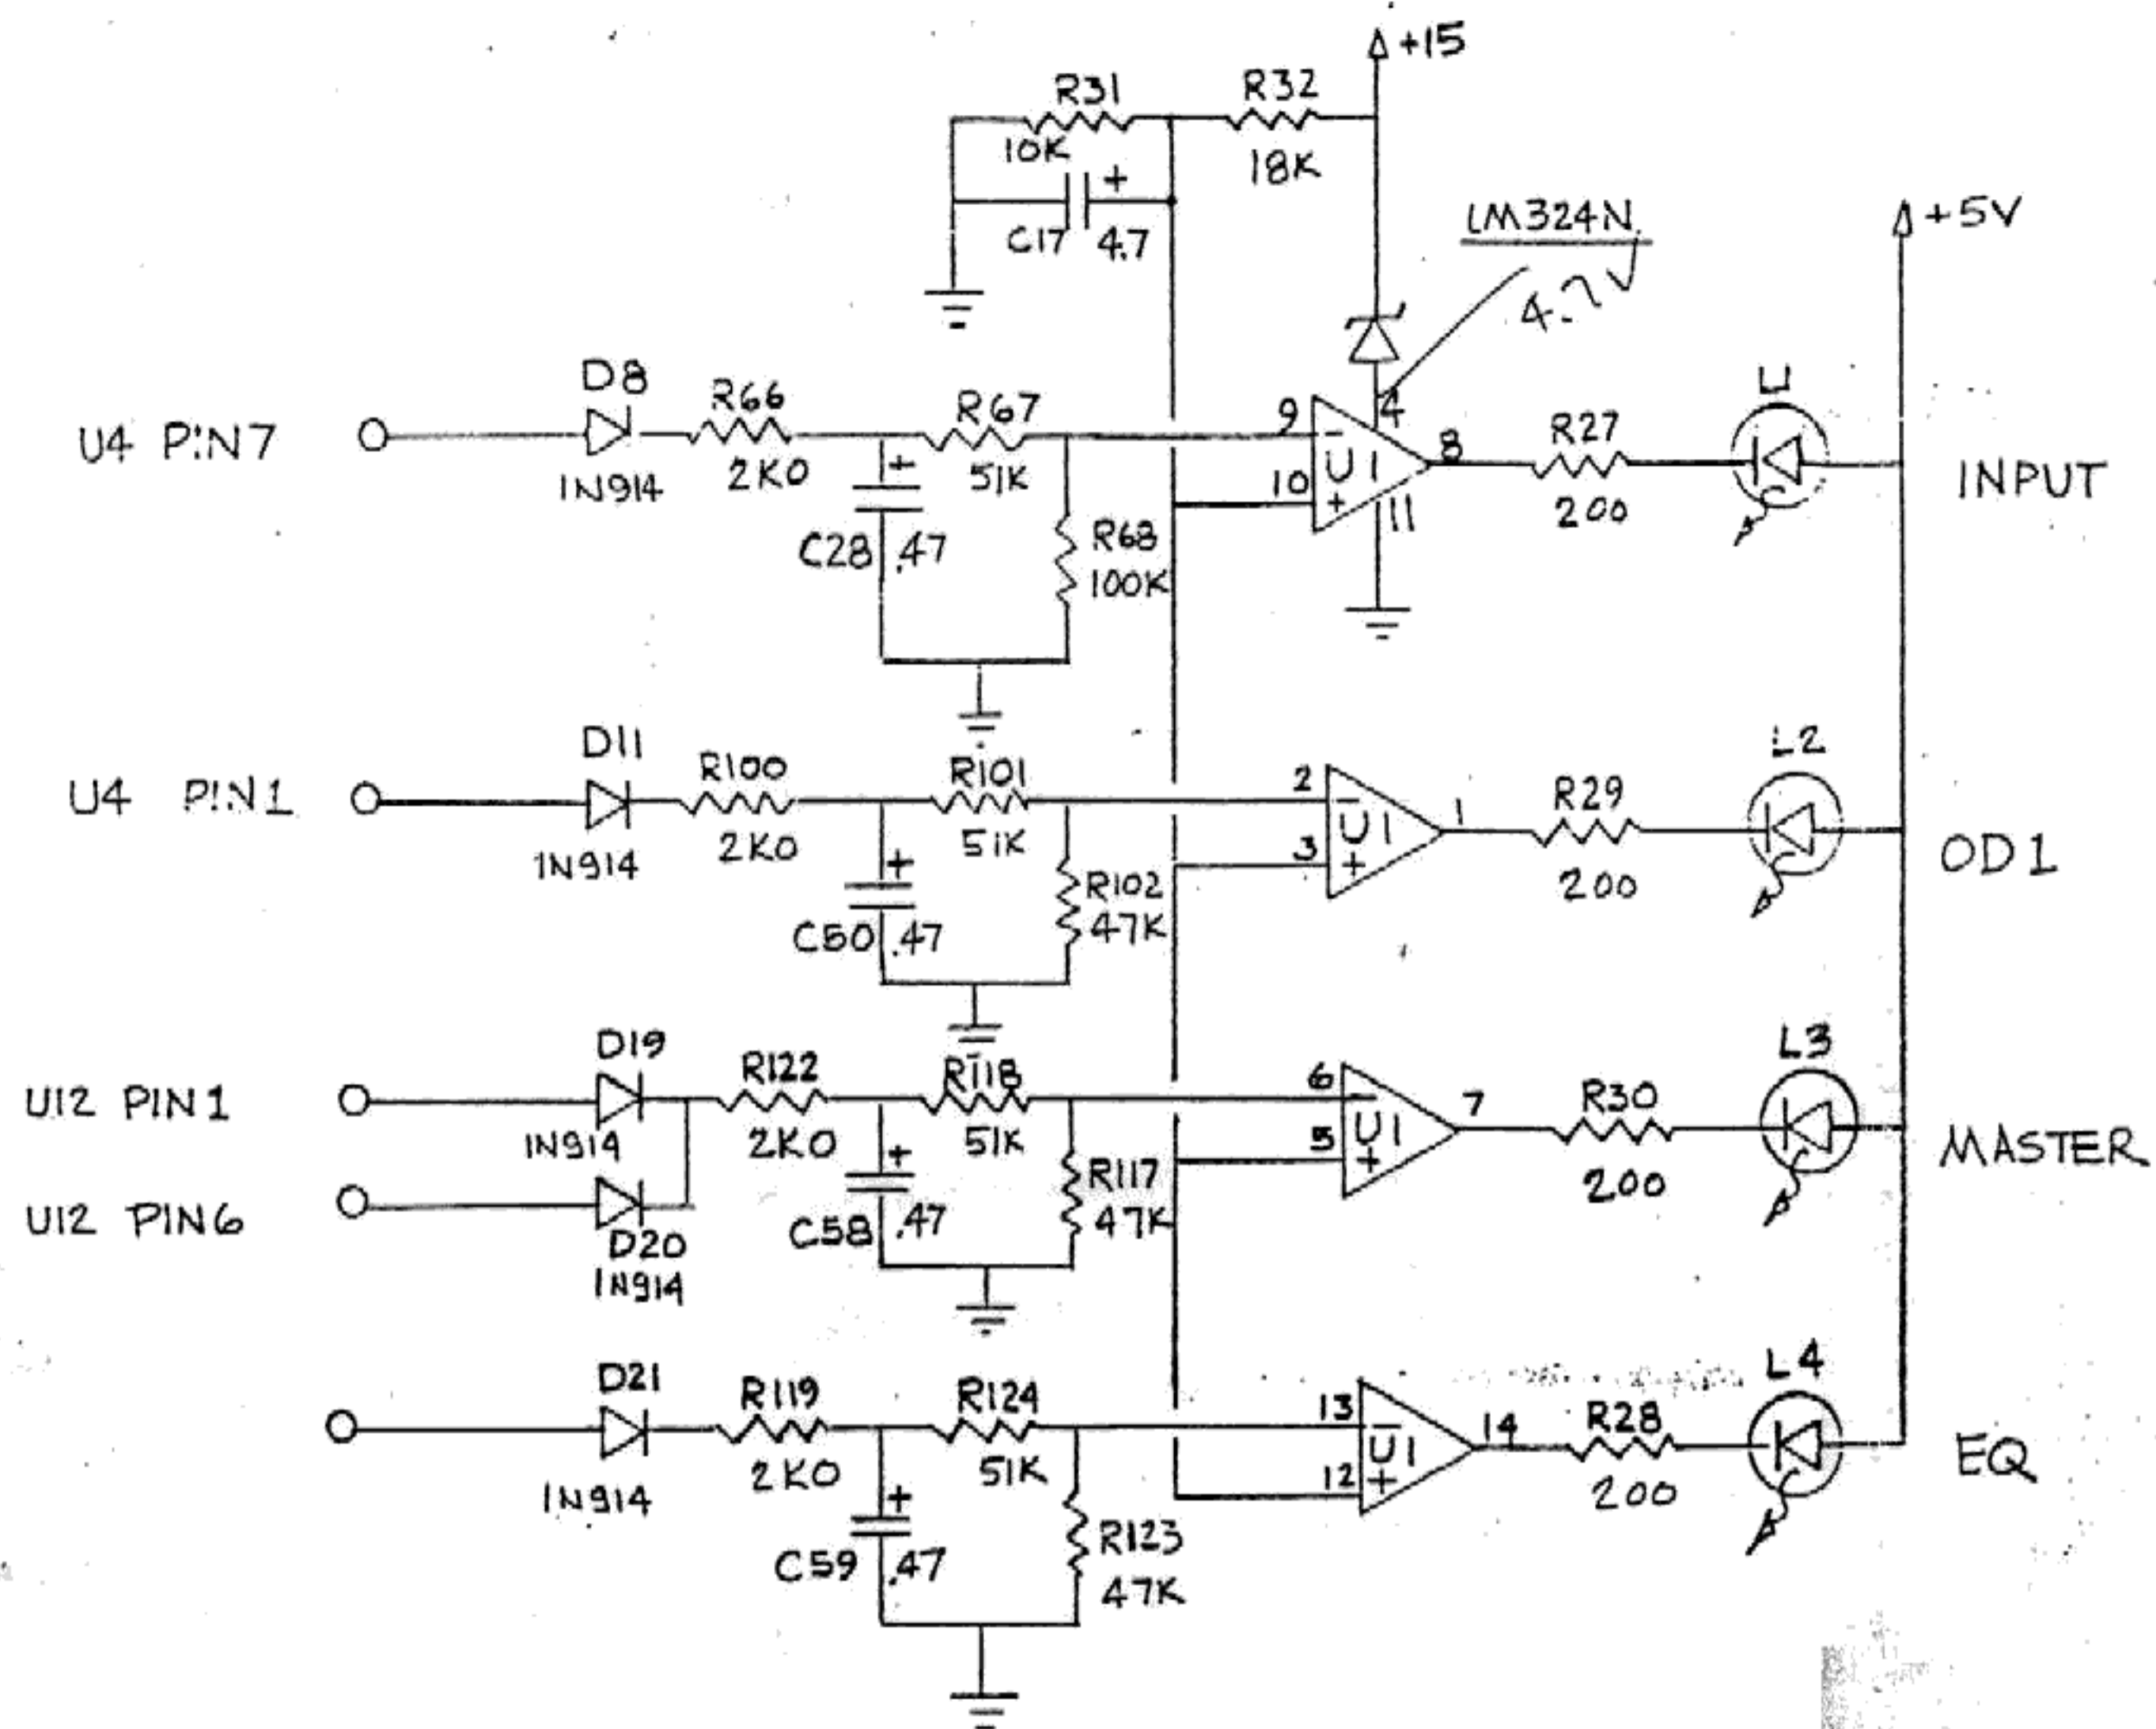 +15
R31
R32
10K
18K
+
C17 4.7
LM324N.
4.7V
+5V
D8
R66
R67
9
4
L1
U4 PIN7
1N914
2K0
51K
-
U1
8
R27
INPUT
+
10
+
11
200
C28 .47
R68
100K
D11
R100
R101
2
L2
U4 PIN1
1N914
2K0
51K
-
U1
1
R29
OD1
+
3
+
200
C50 .47
R102
47K
D19
R122
R118
6
L3
U12 PIN1
1N914
2K0
51K
-
U1
7
R30
MASTER
+
5
+
200
U12 PIN6
D20
1N914
C58 .47
R117
47K
D21
R119
R124
13
L4
1N914
2K0
51K
-
U1
14
R28
EQ
+
12
+
200
C59 .47
R123
47K